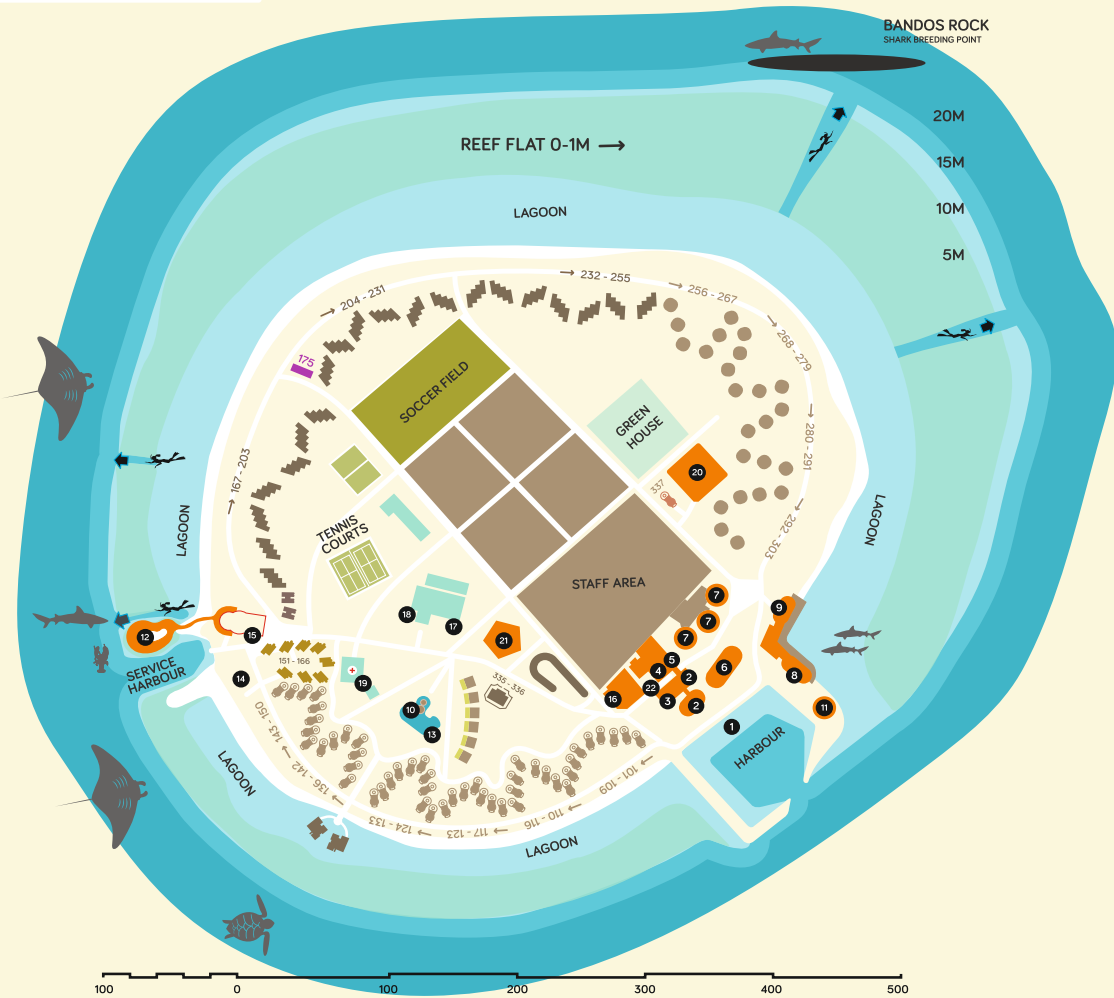 BANDOS ROCK
SHARK BREEDING POINT
20M
15M
10M
5M
REEF FLAT 0-1M →
LAGOON
→ 232 - 255
→ 256 - 267
→ 204 - 231
→ 268 - 279
175
SOCCER FIELD
GREEN
HOUSE
→ 280 - 291
20
337
→ 167 - 203
LAGOON
LAGOON
→ 292 - 303
TENNIS
COURTS
STAFF AREA
7
7
7
9
18
17
21
12
15
SERVICE
HARBOUR
14
151 - 166
19
335 - 336
5
4
2
6
22
3
2
16
8
11
1
HARBOUR
10
13
→ 143 - 150
→ 136 - 142
→ 124 - 133
→ 117 - 123
→ 110 - 116
→ 101 - 109
LAGOON
LAGOON
100 0 100 200 300 400 500